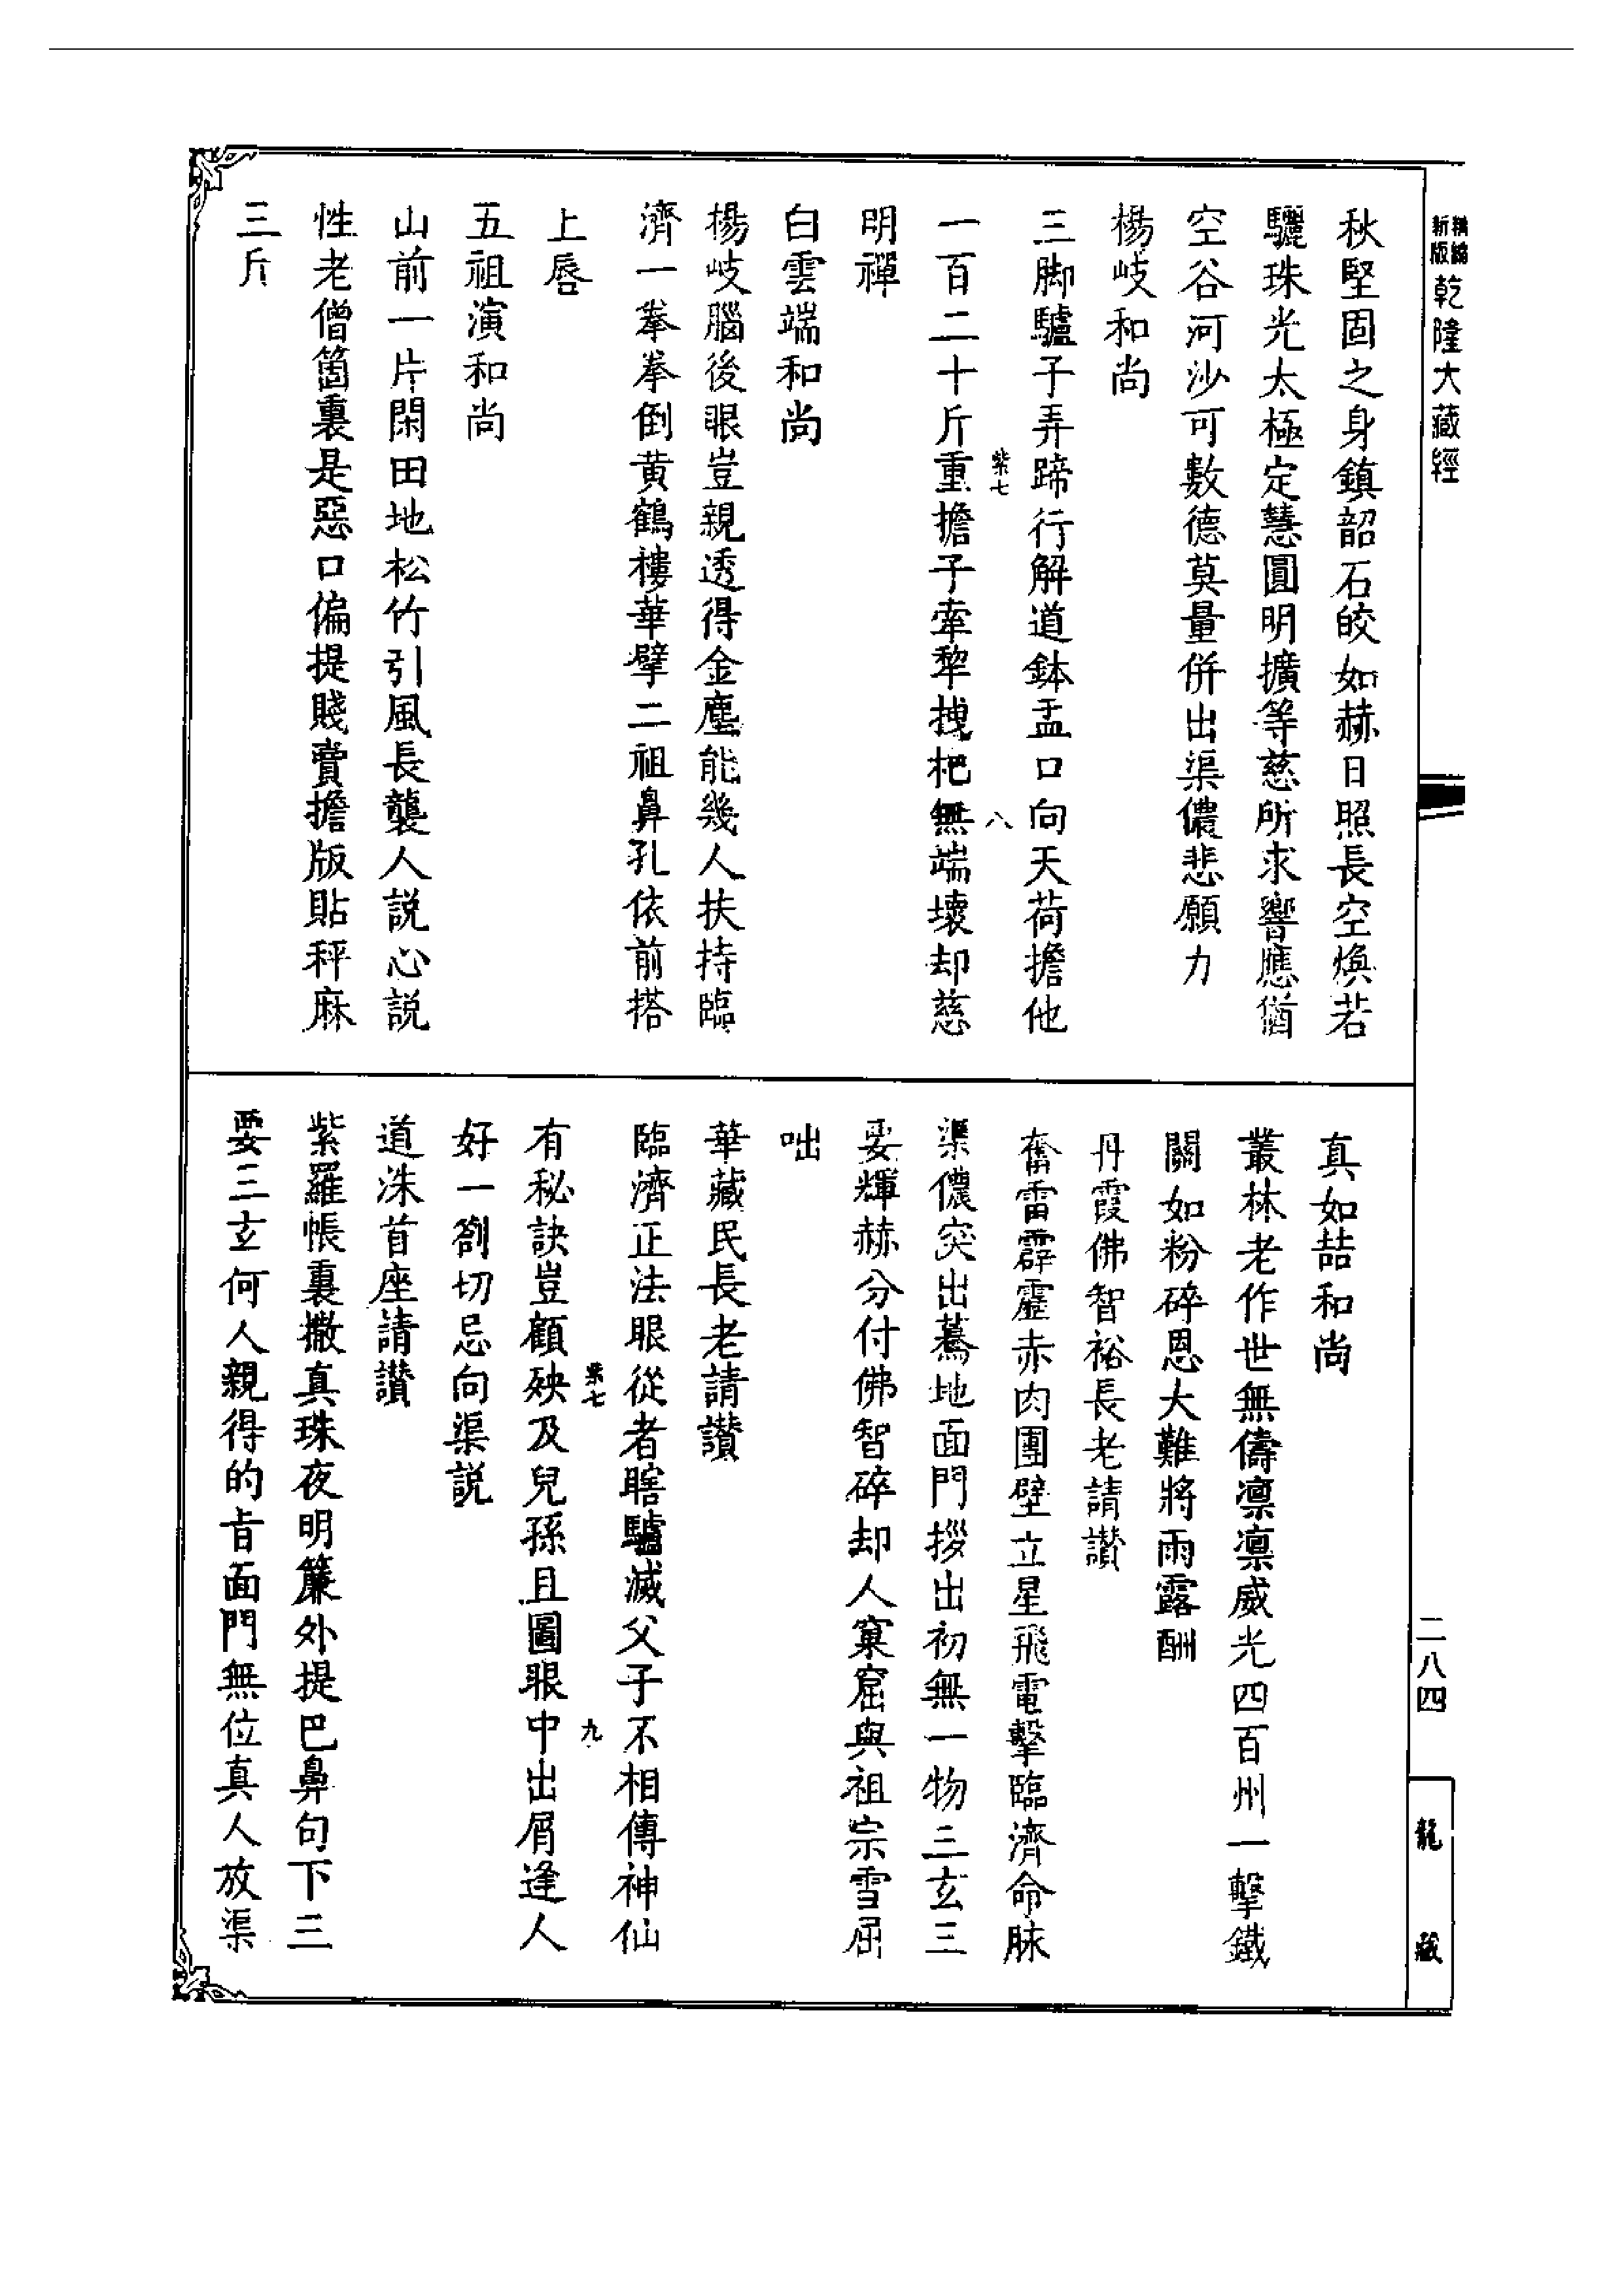 精編
新版
乾隆大藏經
秋堅固之身鎮韶石皎如赫日照長空煥若
驪珠光太極定慧圓明擴等慈所求響應猶
空谷河沙可數德莫量併出渠儂悲願力
楊岐和尚
三脚驢子弄蹄行解道鉢盂口向天荷擔他
紫七
八
一百二十斤重擔子牽犂拽杷無端壞却慈
明禪
白雲端和尚
楊岐腦後眼豈親透得金塵能幾人扶持臨
濟一拳拳倒黄鶴樓華擘二祖鼻孔依前搭
上唇
五祖演和尚
山前一片閑田地松竹引風長襲人説心説
性老僧箇裏是惡口偏提賤賣擔版貼秤麻
三斤
真如喆和尚
叢林老作世無儔凛凛威光四百州一擊鐵
關如粉碎恩大難將雨露酬
丹霞佛智裕長老請讃
奮雷霹靂赤肉團壁立星飛電擊臨濟命脉
渠儂突出驀地面門拶出初無一物三玄三
要輝赫分付佛智碎却人窠窟與祖宗雪屈
咄
華藏民長老請讃
臨濟正法眼從者瞎驢滅父子不相傳神仙
紫七
九
有秘訣豈顧殃及兒孫且圖眼中出屑逢人
好一劄切忌向渠説
道洙首座請讃
紫羅帳裏撒真珠夜明簾外提巴鼻句下三
要三玄何人親得的旨面門無位真人放渠
二八四
龍藏